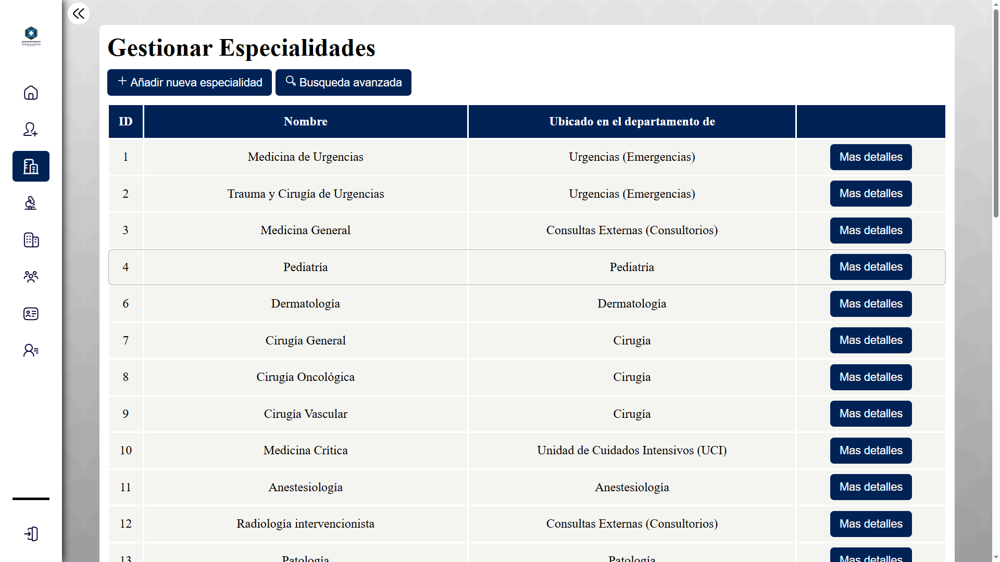 HOSPITAL
Gestionar Especialidades
Añadir nueva especialidad Busqueda avanzada
ID Nombre Ubicado en el departamento de
1 Medicina de Urgencias Urgencias (Emergencias) Mas detalles
2 Trauma y Cirugía de Urgencias Urgencias (Emergencias) Mas detalles
3 Medicina General Consultas Externas (Consultorios) Mas detalles
4 Pediatría Pediatría Mas detalles
6 Dermatología Dermatología Mas detalles
7 Cirugía General Cirugía Mas detalles
8 Cirugía Oncológica Cirugía Mas detalles
9 Cirugía Vascular Cirugía Mas detalles
10 Medicina Crítica Unidad de Cuidados Intensivos (UCI) Mas detalles
11 Anestesiología Anestesiología Mas detalles
12 Radiología intervencionista Consultas Externas (Consultorios) Mas detalles
13 Patología Patología Mas detalles